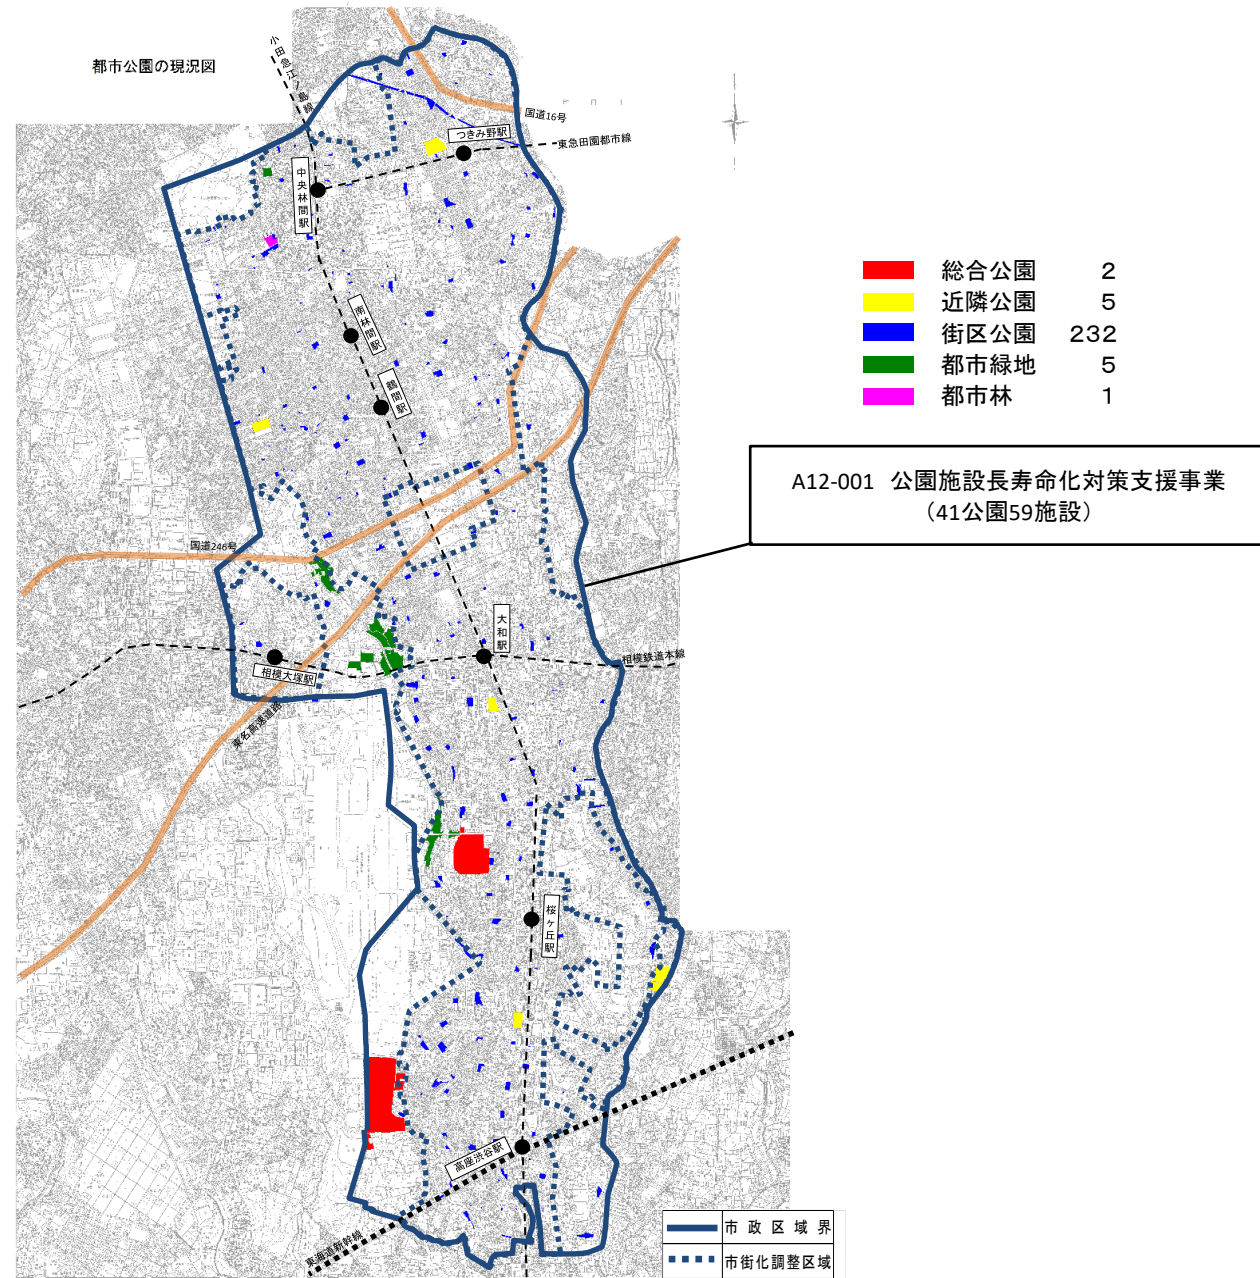 都市公園の現況図
小田急江ノ島線
国道16号
つきみ野駅
東急田園都市線
中央林間駅
南林間駅
鶴間駅
総合公園 2
近隣公園 5
街区公園 232
都市緑地 5
都市林 1
A12-001 公園施設長寿命化対策支援事業
（41公園59施設）
国道246号
大和駅
相模鉄道本線
相模大塚駅
東名高速道路
桜ヶ丘駅
高座渋谷駅
東海道新幹線
市政区域界
市街化調整区域